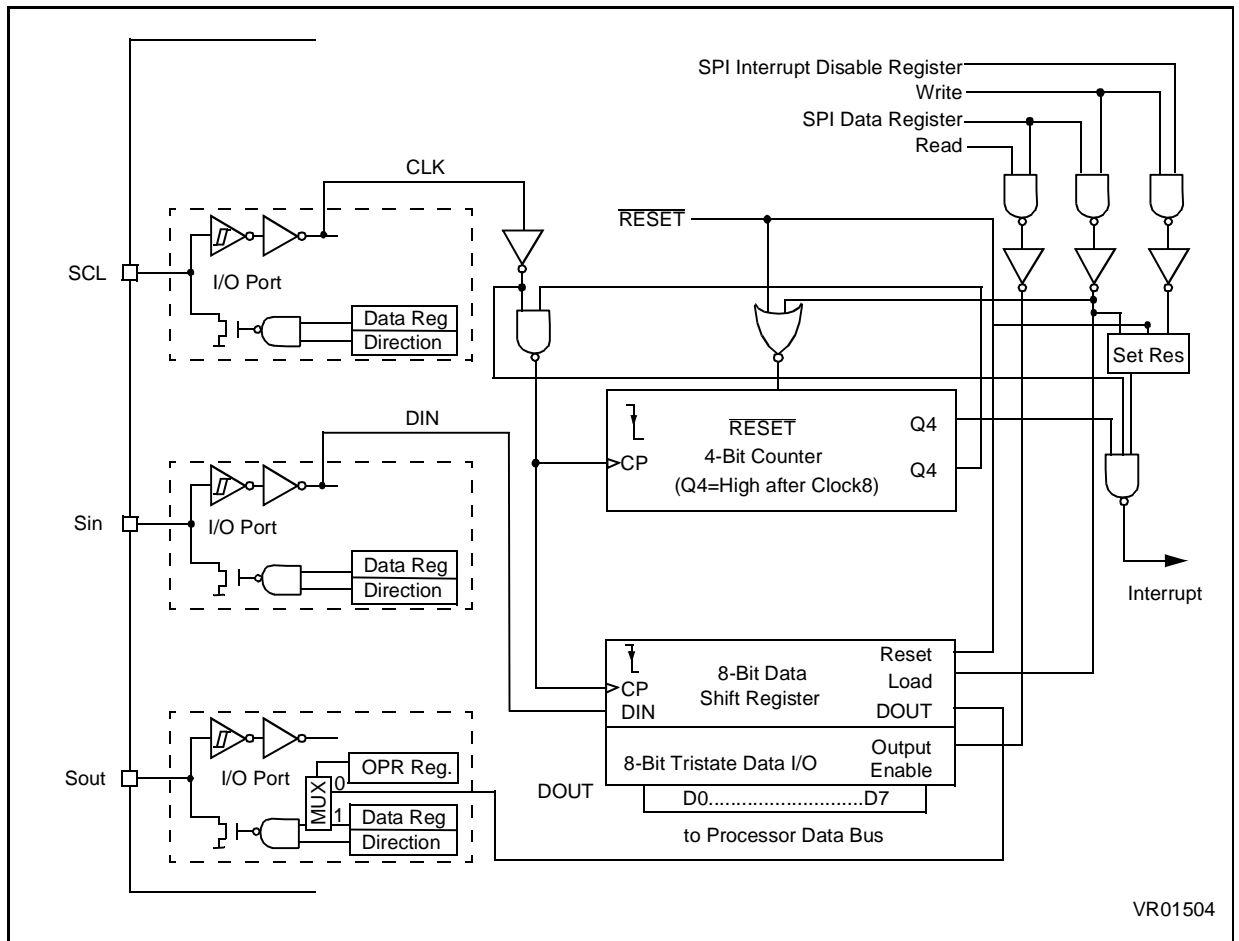 SPI Interrupt Disable Register
Write
SPI Data Register
Read
CLK
RESET
SCL
I/O Port
Data Reg
Direction
Set Res
DIN
RESET
4-Bit Counter
(Q4=High after Clock8)
CP
Q4
Q4
Sin
I/O Port
Data Reg
Direction
Interrupt
CP
DIN
8-Bit Data
Shift Register
Reset
Load
DOUT
8-Bit Tristate Data I/O
Output
Enable
Sout
I/O Port
OPR Reg.
MUX
0
1
Data Reg
Direction
DOUT
D0............................D7
to Processor Data Bus
VR01504